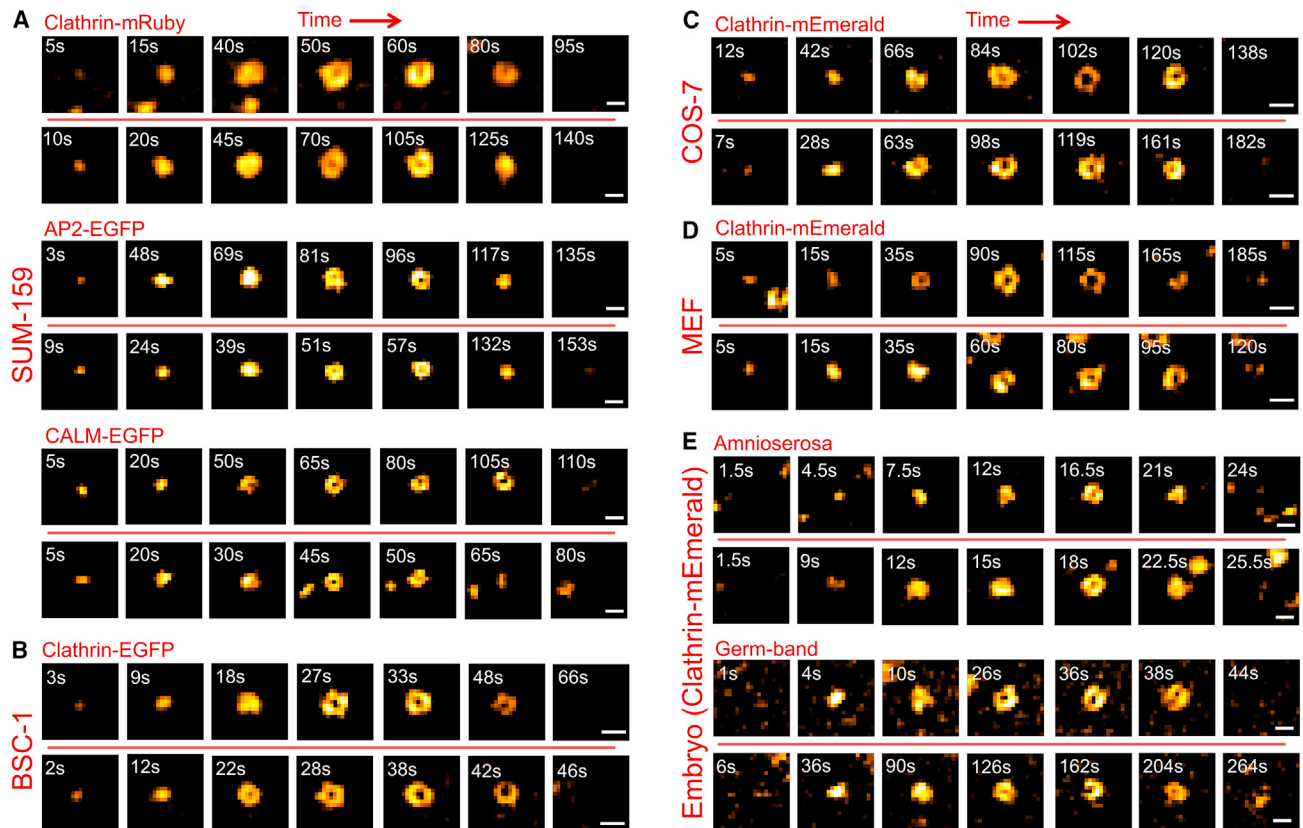 A
Clathrin-mRuby
Time
5s 15s 40s 50s 60s 80s 95s
10s 20s 45s 70s 105s 125s 140s
SUM-159
AP2-EGFP
3s 48s 69s 81s 96s 117s 135s
9s 24s 39s 51s 57s 132s 153s
CALM-EGFP
5s 20s 50s 65s 80s 105s 110s
5s 20s 30s 45s 50s 65s 80s
B
Clathrin-EGFP
BSC-1
3s 9s 18s 27s 33s 48s 66s
2s 12s 22s 28s 38s 42s 46s
C
Clathrin-mEmerald
Time
COS-7
12s 42s 66s 84s 102s 120s 138s
7s 28s 63s 98s 119s 161s 182s
D
Clathrin-mEmerald
MEF
5s 15s 35s 90s 115s 165s 185s
5s 15s 35s 60s 80s 95s 120s
E
Embryo (Clathrin-mEmerald)
Amnioserosa
1.5s 4.5s 7.5s 12s 16.5s 21s 24s
1.5s 9s 12s 15s 18s 22.5s 25.5s
Germ-band
1s 4s 10s 26s 36s 38s 44s
6s 36s 90s 126s 162s 204s 264s